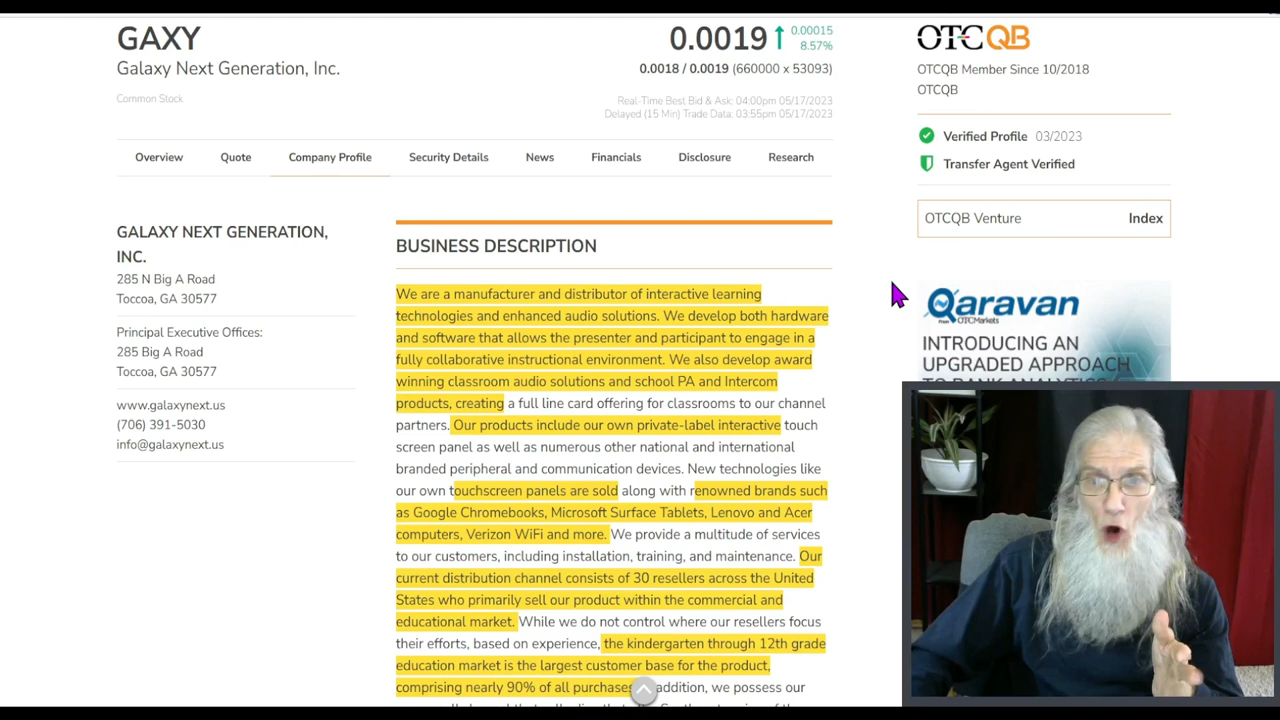 GAXY
Galaxy Next Generation, Inc.
Common Stock
0.0019
0.00015
8.57%
0.0018 / 0.0019 (660000 x 53093)
Real-Time Best Bid & Ask: 04:00pm 05/17/2023
Delayed (15 Min) Trade Data: 03:55pm 05/17/2023
OTCQB
OTCQB Member Since 10/2018
OTCQB
Verified Profile 03/2023
Transfer Agent Verified
OTCQB Venture Index
Overview Quote Company Profile Security Details News Financials Disclosure Research
GALAXY NEXT GENERATION,
INC.
285 N Big A Road
Toccoa, GA 30577
Principal Executive Offices:
285 Big A Road
Toccoa, GA 30577
www.galaxynext.us
(706) 391-5030
info@galaxynext.us
BUSINESS DESCRIPTION
We are a manufacturer and distributor of interactive learning
technologies and enhanced audio solutions. We develop both hardware
and software that allows the presenter and participant to engage in a
fully collaborative instructional environment. We also develop award
winning classroom audio solutions and school PA and Intercom
products, creating a full line card offering for classrooms to our channel
partners. Our products include our own private-label interactive touch
screen panel as well as numerous other national and international
branded peripheral and communication devices. New technologies like
our own touchscreen panels are sold along with renowned brands such
as Google Chromebooks, Microsoft Surface Tablets, Lenovo and Acer
computers, Verizon WiFi and more. We provide a multitude of services
to our customers, including installation, training, and maintenance. Our
current distribution channel consists of 30 resellers across the United
States who primarily sell our product within the commercial and
educational market. While we do not control where our resellers focus
their efforts, based on experience, the kindergarten through 12th grade
education market is the largest customer base for the product,
comprising nearly 90% of all purchases addition, we possess our
Qaravan
From OTCMarkets
INTRODUCING AN
UPGRADED APPROACH
TO BANK ANALYTICS